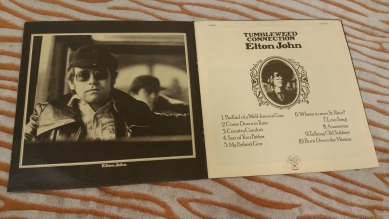 Elton John
TUMBLEWEED
CONNECTION
Elton John
1. Ballad of a Well-known Gun
2. Come Down in Time
3. Country Comfort
4. Son of Your Father
5. My Father's Gun
6. Where to now St. Peter?
7. Love Song
8. Amoreena
9. Talking Old Soldiers
10. Burn Down the Mission